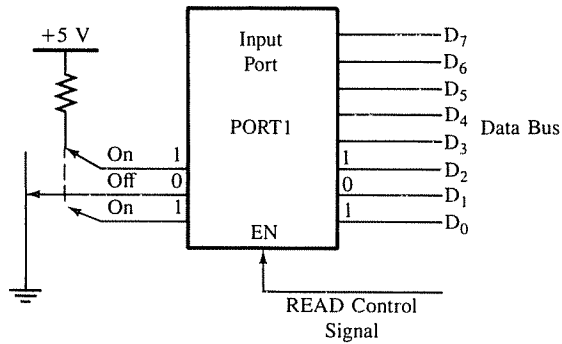 +5 V
Input
Port
PORT1
On 1
Off 0
On 1
EN
D7
D6
D5
D4
D3
1 D2
0 D1
1 D0
Data Bus
READ Control
Signal